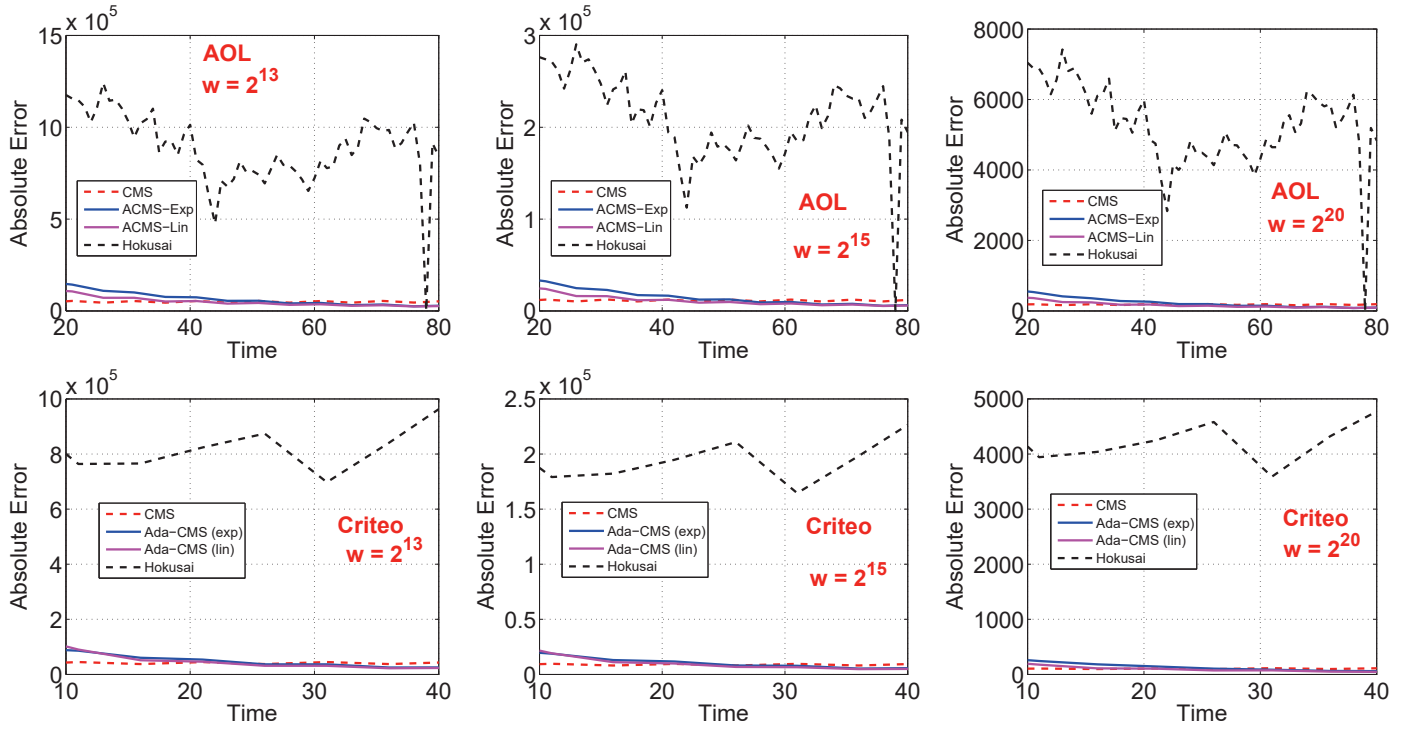 x 10^5
15
10
5
0
20
40
60
80
Absolute Error
Time
AOL
w = 2^13
CMS
ACMS−Exp
ACMS−Lin
Hokusai
x 10^5
3
2
1
0
20
40
60
80
Absolute Error
Time
AOL
w = 2^15
CMS
ACMS−Exp
ACMS−Lin
Hokusai
8000
6000
4000
2000
0
20
40
60
80
Absolute Error
Time
AOL
w = 2^20
CMS
ACMS−Exp
ACMS−Lin
Hokusai
x 10^5
10
8
6
4
2
0
10
20
30
40
Absolute Error
Time
Criteo
w = 2^13
CMS
Ada−CMS (exp)
Ada−CMS (lin)
Hokusai
x 10^5
2.5
2
1.5
1
0.5
0
10
20
30
40
Absolute Error
Time
Criteo
w = 2^15
CMS
Ada−CMS (exp)
Ada−CMS (lin)
Hokusai
5000
4000
3000
2000
1000
0
10
20
30
40
Absolute Error
Time
Criteo
w = 2^20
CMS
Ada−CMS (exp)
Ada−CMS (lin)
Hokusai